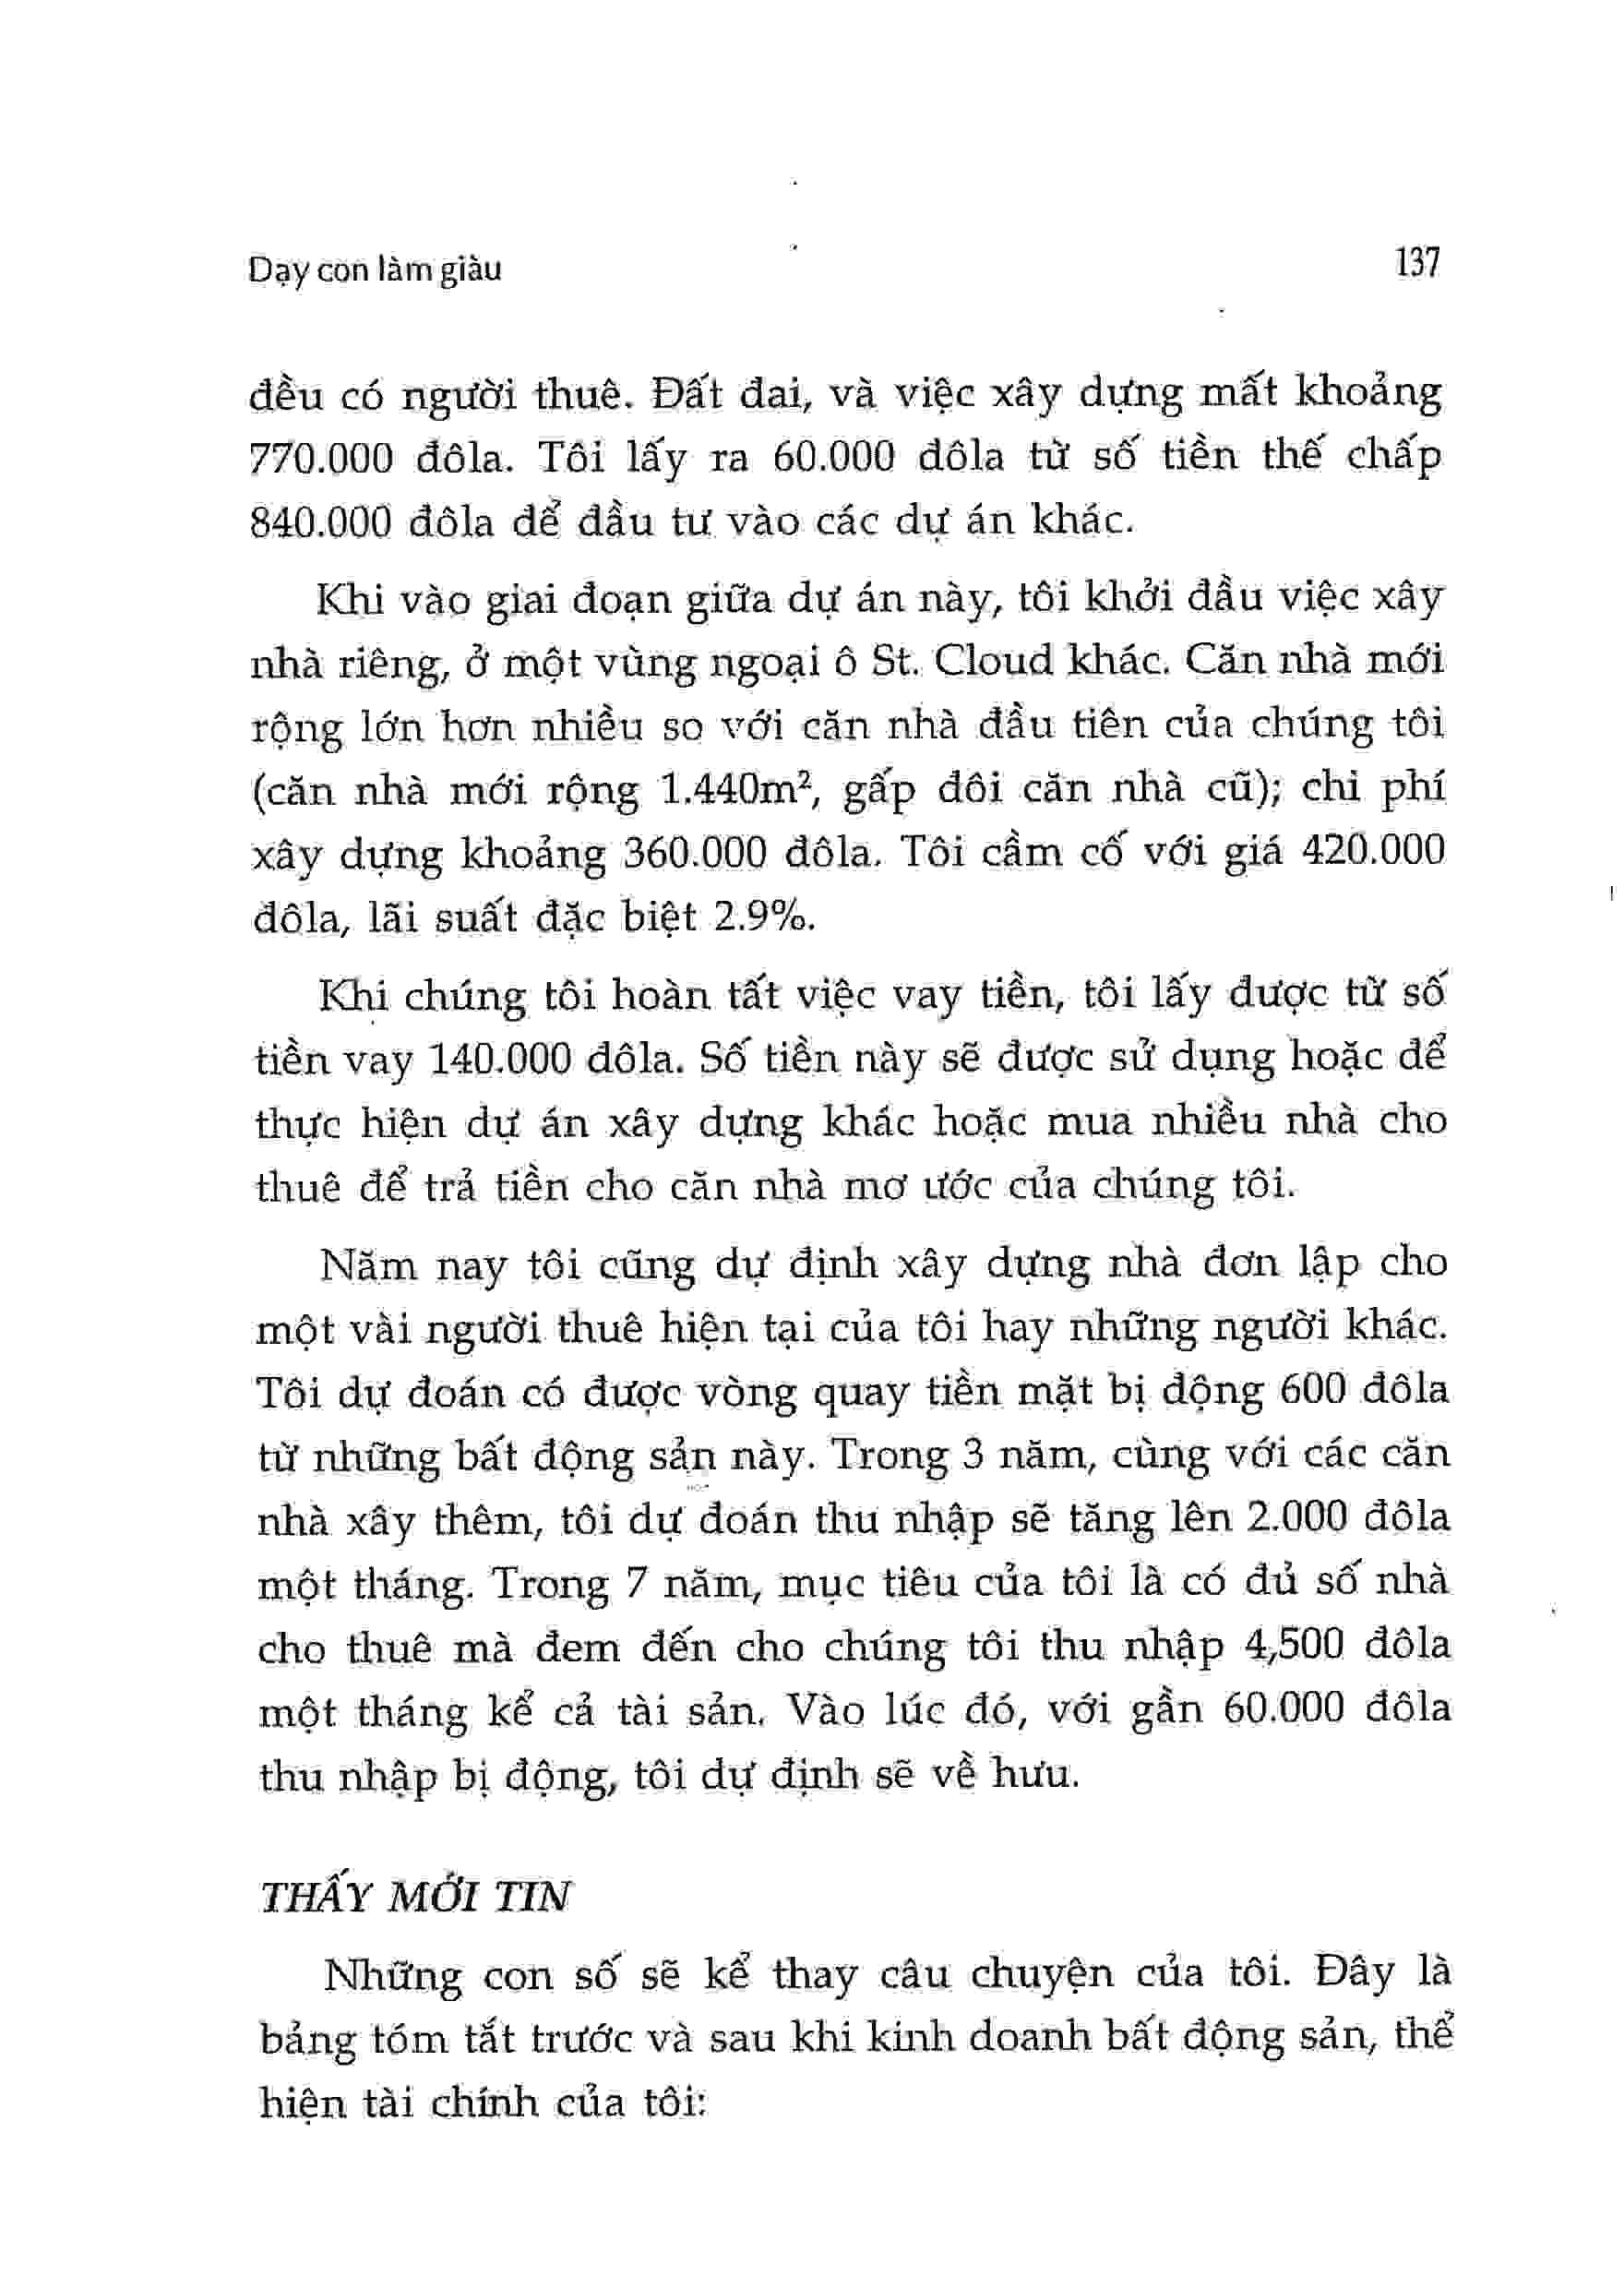 Dạy con làm giàu 137
đều có người thuê. Đất đai, và việc xây dựng mất khoảng
770.000 đôla. Tôi lấy ra 60.000 đôla từ số tiền thế chấp
840.000 đôla để đầu tư vào các dự án khác.
Khi vào giai đoạn giữa dự án này, tôi khởi đầu việc xây
nhà riêng, ở một vùng ngoại ô St. Cloud khác. Căn nhà mới
rộng lớn hơn nhiều so với căn nhà đầu tiên của chúng tôi
(căn nhà mới rộng 1.440m², gấp đôi căn nhà cũ); chi phí
xây dựng khoảng 360.000 đôla. Tôi cầm cố với giá 420.000
đôla, lãi suất đặc biệt 2.9%.
Khi chúng tôi hoàn tất việc vay tiền, tôi lấy được từ số
tiền vay 140.000 đôla. Số tiền này sẽ được sử dụng hoặc để
thực hiện dự án xây dựng khác hoặc mua nhiều nhà cho
thuê để trả tiền cho căn nhà mơ ước của chúng tôi.
Năm nay tôi cũng dự định xây dựng nhà đơn lập cho
một vài người thuê hiện tại của tôi hay những người khác.
Tôi dự đoán có được vòng quay tiền mặt bị động 600 đôla
từ những bất động sản này. Trong 3 năm, cùng với các căn
nhà xây thêm, tôi dự đoán thu nhập sẽ tăng lên 2.000 đôla
một tháng. Trong 7 năm, mục tiêu của tôi là có đủ số nhà
cho thuê mà đem đến cho chúng tôi thu nhập 4,500 đôla
một tháng kể cả tài sản. Vào lúc đó, với gần 60.000 đôla
thu nhập bị động, tôi dự định sẽ về hưu.
THẤY MỚI TIN
Những con số sẽ kể thay câu chuyện của tôi. Đây là
bảng tóm tắt trước và sau khi kinh doanh bất động sản, thể
hiện tài chính của tôi: